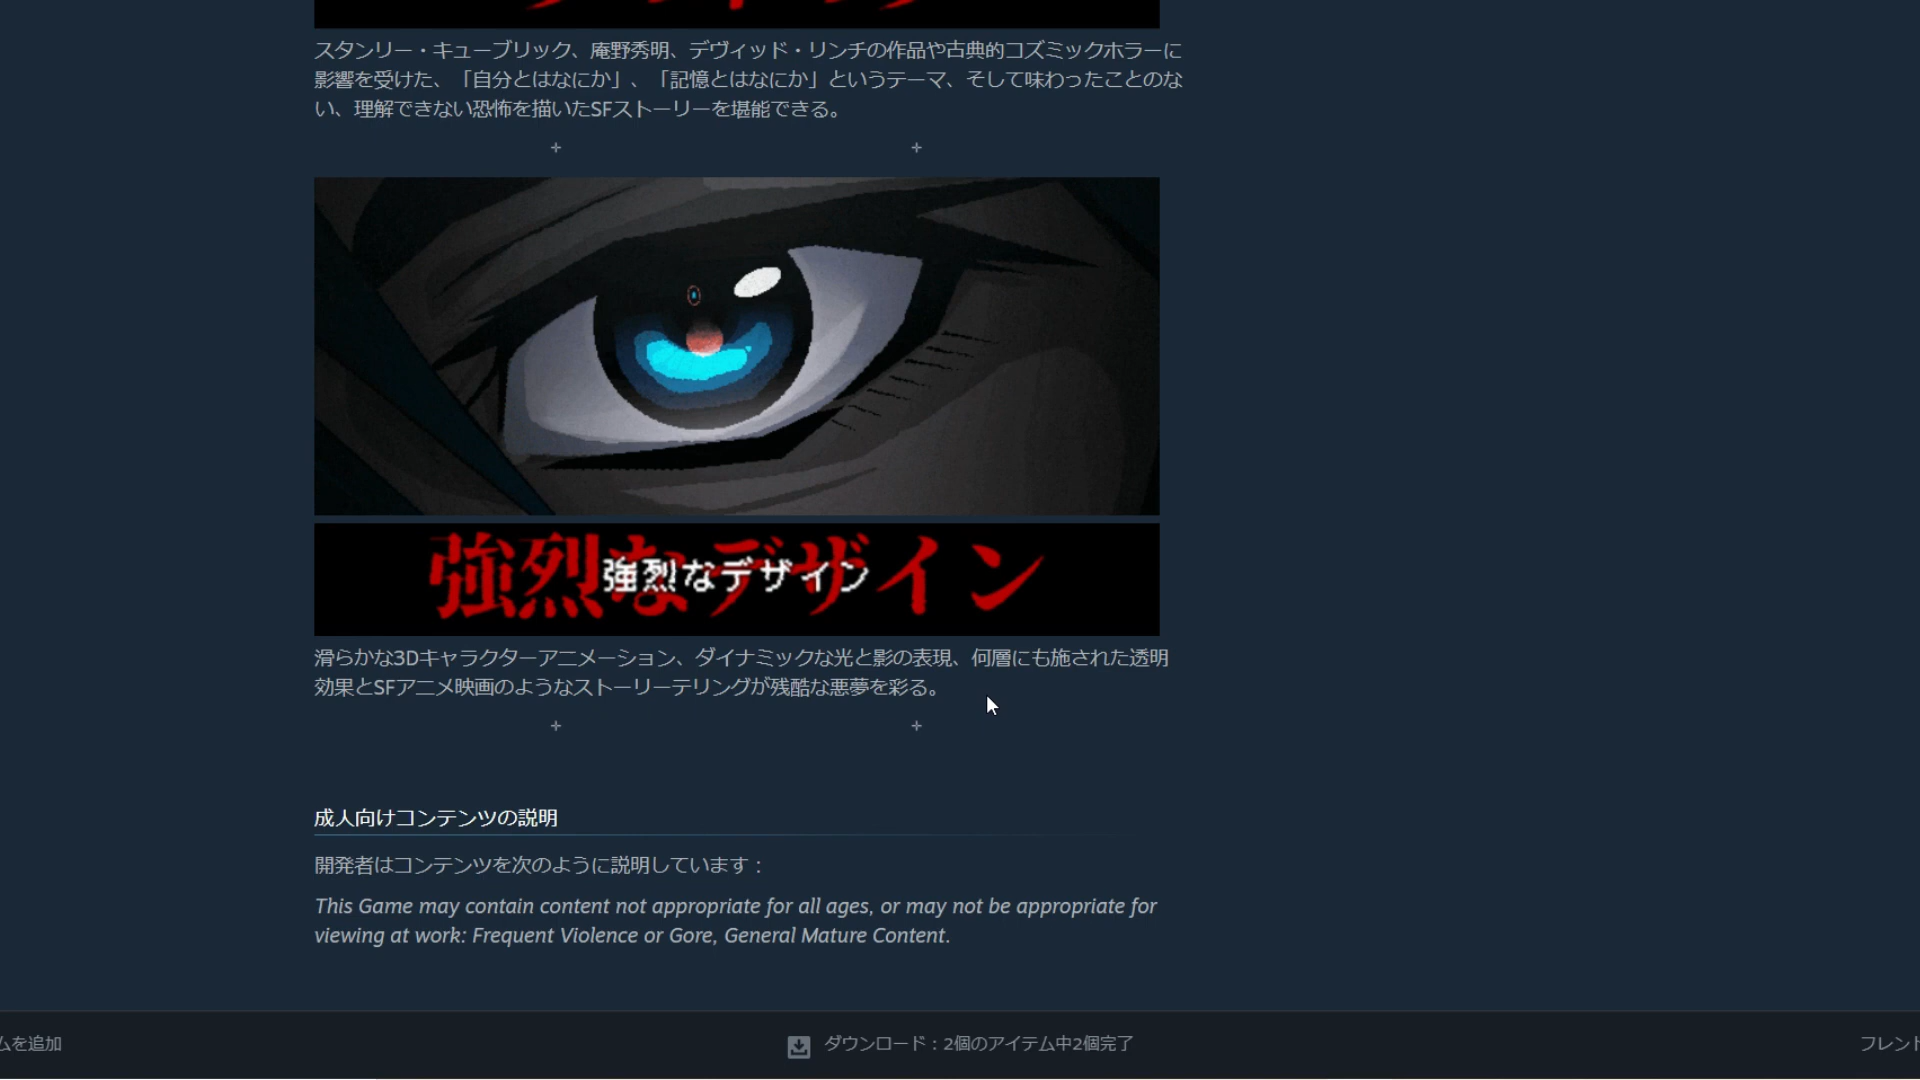 スタンリー・キューブリック、庵野秀明、デヴィッド・リンチの作品や古典的コズミックホラーに
影響を受けた、「自分とはなにか」、「記憶とはなにか」というテーマ、そして味わったことのな
い、理解できない恐怖を描いたSFストーリーを堪能できる。
強烈なデザイン
強烈なデザイン
滑らかな3Dキャラクターアニメーション、ダイナミックな光と影の表現、何層にも施された透明
効果とSFアニメ映画のようなストーリーテリングが残酷な悪夢を彩る。
成人向けコンテンツの説明
開発者はコンテンツを次のように説明しています：
This Game may contain content not appropriate for all ages, or may not be appropriate for
viewing at work: Frequent Violence or Gore, General Mature Content.
ムを追加
ダウンロード：2個のアイテム中2個完了
フレント